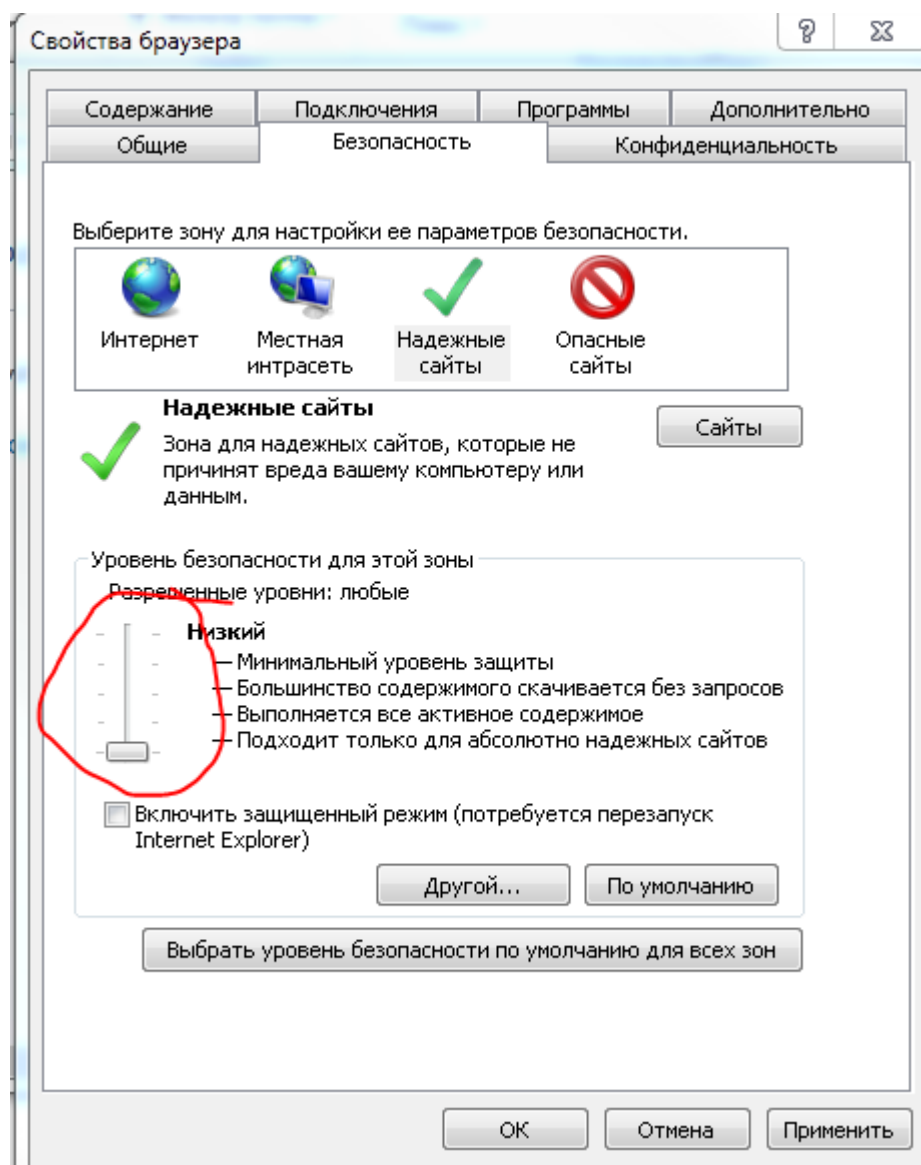 Свойства браузера
Содержание Подключения Программы Дополнительно
Общие Безопасность Конфиденциальность
Выберите зону для настройки ее параметров безопасности.
Интернет
Местная
интрасеть
Надежные
сайты
Опасные
сайты
Надежные сайты
Сайты
Зона для надежных сайтов, которые не
причинят вреда вашему компьютеру или
данным.
Уровень безопасности для этой зоны
Разрешенные уровни: любые
Низкий
— Минимальный уровень защиты
— Большинство содержимого скачивается без запросов
— Выполняется все активное содержимое
— Подходит только для абсолютно надежных сайтов
Включить защищенный режим (потребуется перезапуск
Internet Explorer)
Другой... По умолчанию
Выбрать уровень безопасности по умолчанию для всех зон
ОК Отмена Применить